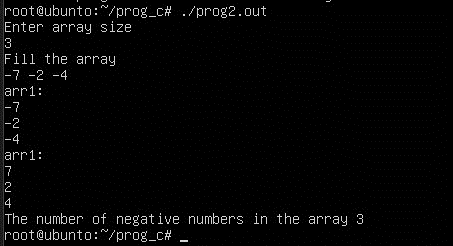 root@ubunto:~/prog_c# ./prog2.out
Enter array size
3
Fill the array
-7 -2 -4
arr1:
-7
-2
-4
arr1:
7
2
4
The number of negative numbers in the array 3
root@ubunto:~/prog_c# _